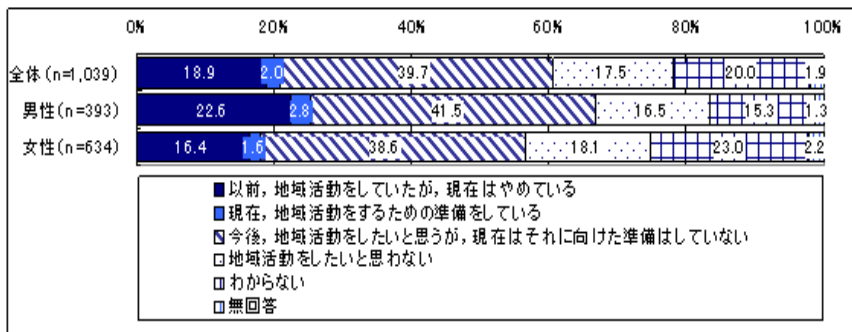 0% 20% 40% 60% 80% 100%
全体(n=1,039) 18.9 2.0 39.7 17.5 20.0 1.9
男性(n=393) 22.6 2.8 41.5 16.5 15.3 1.3
女性(n=634) 16.4 1.6 38.6 18.1 23.0 2.2
以前，地域活動をしていたが，現在はやめている
現在，地域活動をするための準備をしている
今後，地域活動をしたいと思うが，現在はそれに向けた準備はしていない
地域活動をしたいと思わない
わからない
無回答